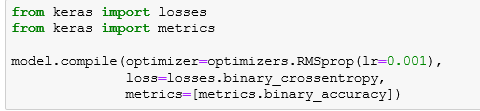 from keras import losses
from keras import metrics
model.compile(optimizer=optimizers.RMSprop(lr=0.001),
              loss=losses.binary_crossentropy,
              metrics=[metrics.binary_accuracy])